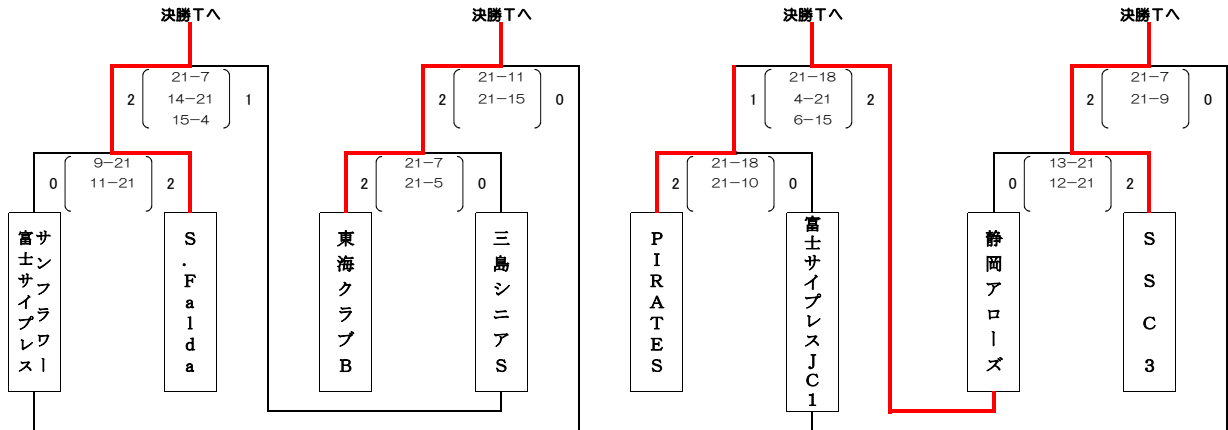 決勝Tへ 決勝Tへ 決勝Tへ 決勝Tへ
2 21-7 1
14-21
15-4
2 21-11 0
21-15
1 21-18 2
4-21
6-15
2 21-7 0
21-9
0 9-21 2
11-21
2 21-7 0
21-5
2 21-18 0
21-10
0 13-21 2
12-21
サンフラワー
富士サイプレス
S.Falda
東海クラブB
三島シニアS
PIRATES
富士サイプレスJC1
静岡アローズ
SSC3